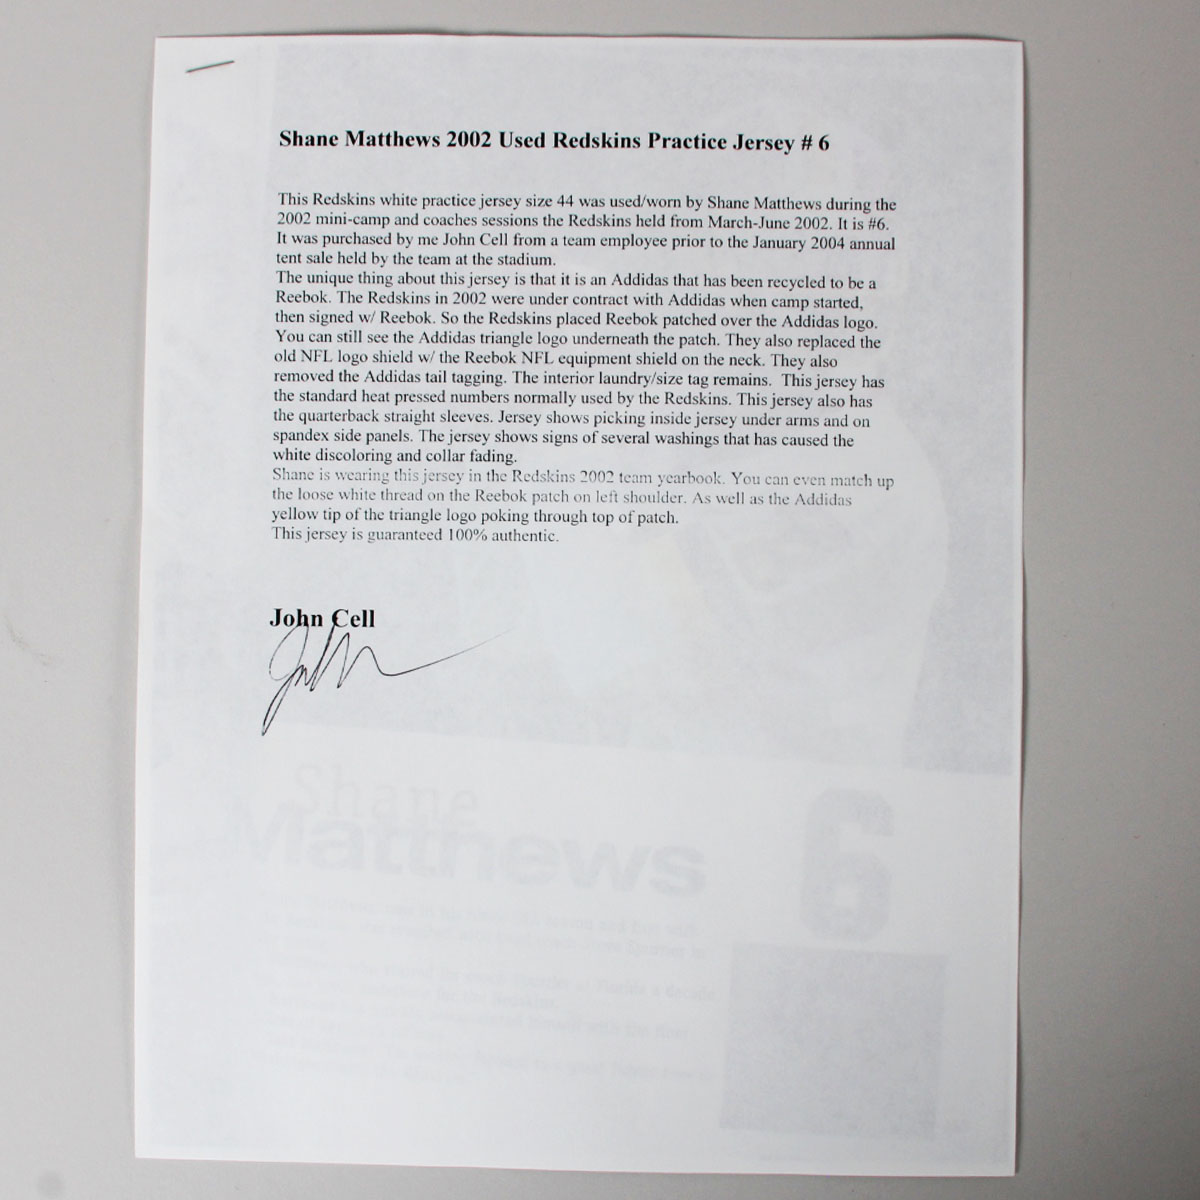 Shane Matthews 2002 Used Redskins Practice Jersey # 6
This Redskins white practice jersey size 44 was used/worn by Shane Matthews during the
2002 mini-camp and coaches sessions the Redskins held from March-June 2002. It is #6.
It was purchased by me John Cell from a team employee prior to the January 2004 annual
tent sale held by the team at the stadium.
The unique thing about this jersey is that it is an Addidas that has been recycled to be a
Reebok. The Redskins in 2002 were under contract with Addidas when camp started,
then signed w/ Reebok. So the Redskins placed Reebok patched over the Addidas logo.
You can still see the Addidas triangle logo underneath the patch. They also replaced the
old NFL logo shield w/ the Reebok NFL equipment shield on the neck. They also
removed the Addidas tail tagging. The interior laundry/size tag remains.  This jersey has
the standard heat pressed numbers normally used by the Redskins. This jersey also has
the quarterback straight sleeves. Jersey shows picking inside jersey under arms and on
spandex side panels. The jersey shows signs of several washings that has caused the
white discoloring and collar fading.
Shane is wearing this jersey in the Redskins 2002 team yearbook. You can even match up
the loose white thread on the Reebok patch on left shoulder. As well as the Addidas
yellow tip of the triangle logo poking through top of patch.
This jersey is guaranteed 100% authentic.
John Cell
Shane
Matthews
6